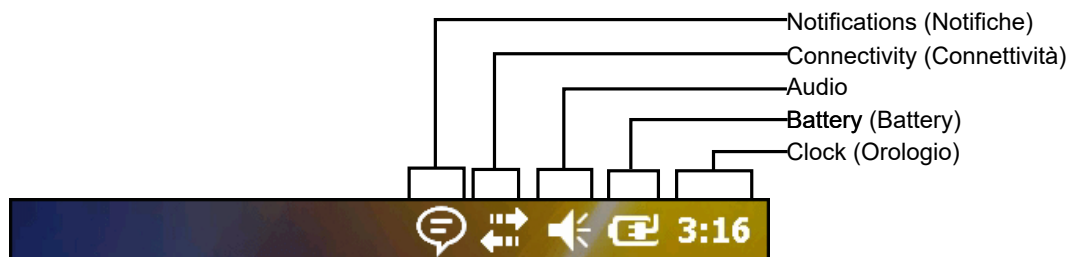 Notifications (Notifiche)
Connectivity (Connettività)
Audio
Battery (Battery)
Clock (Orologio)
3:16